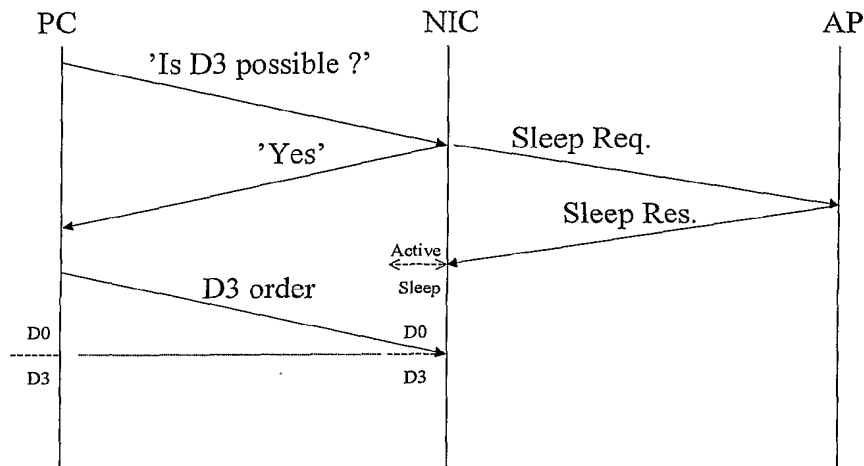 PC NIC AP
'Is D3 possible ?'
Sleep Req.
'Yes'
Sleep Res.
Active
Sleep
D3 order
D0 D0
D3 D3